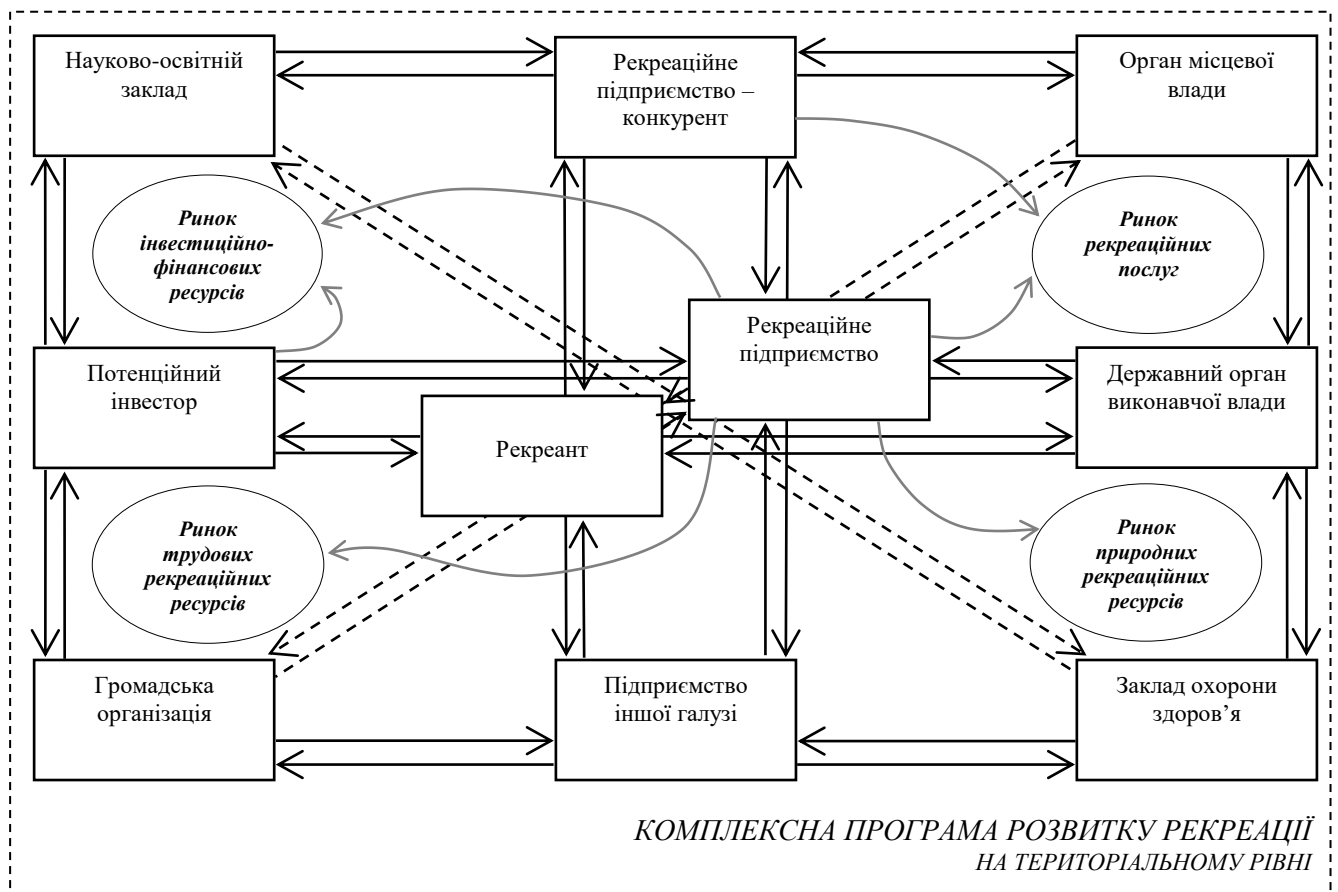 Науково-освітній
заклад
Рекреаційне
підприємство –
конкурент
Орган місцевої
влади
Ринок
інвестиційно-
фінансових
ресурсів
Ринок
рекреаційних
послуг
Рекреаційне
підприємство
Потенційний
інвестор
Державний орган
виконавчої влади
Рекреант
Ринок
трудових
рекреаційних
ресурсів
Ринок
природних
рекреаційних
ресурсів
Громадська
організація
Підприємство
іншої галузі
Заклад охорони
здоров’я
КОМПЛЕКСНА ПРОГРАМА РОЗВИТКУ РЕКРЕАЦІЇ
НА ТЕРИТОРІАЛЬНОМУ РІВНІ